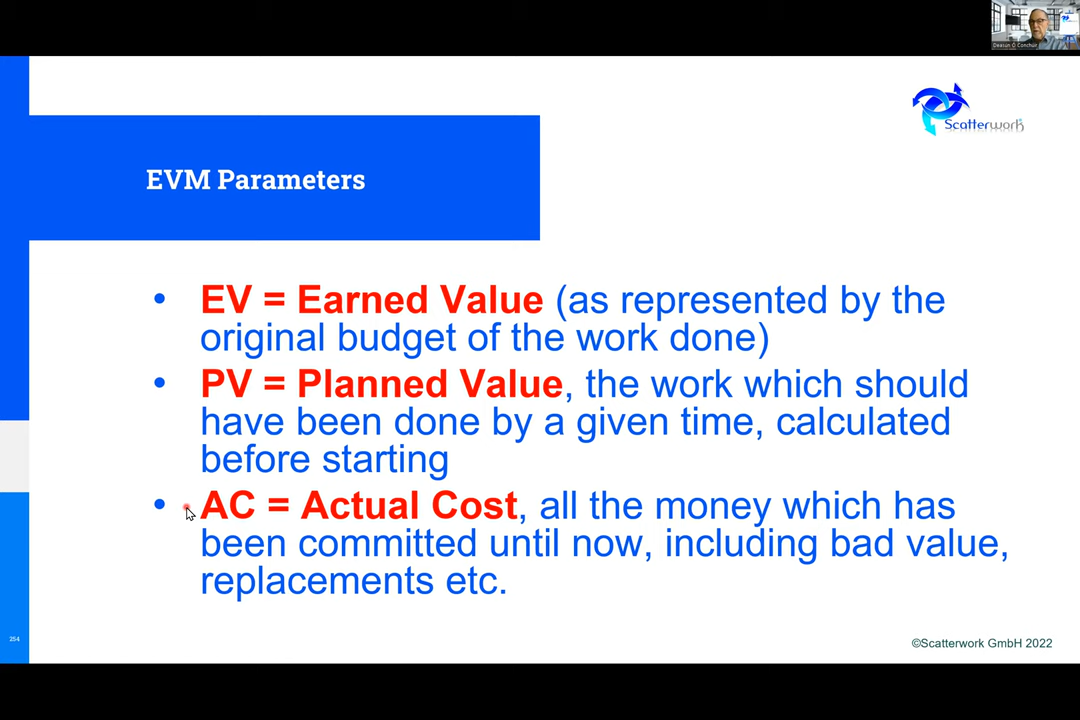 Deasún Ó Conchúir
Scatterwork
EVM Parameters
• EV = Earned Value (as represented by the
original budget of the work done)
• PV = Planned Value, the work which should
have been done by a given time, calculated
before starting
• AC = Actual Cost, all the money which has
been committed until now, including bad value,
replacements etc.
254
©Scatterwork GmbH 2022